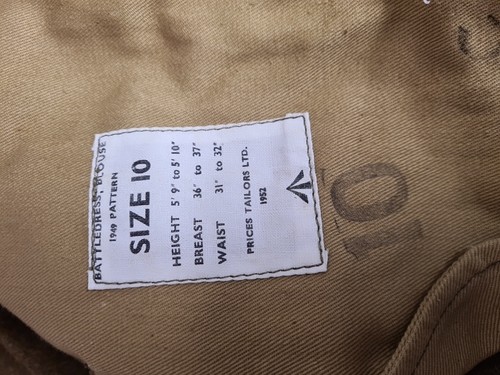 BATTLEDRESS, BLOUSE
1949 PATTERN
SIZE 10
HEIGHT 5' 9" to 5' 10"
BREAST 36" to 37"
WAIST 31" to 32"
PRICES TAILORS LTD.
1952
10